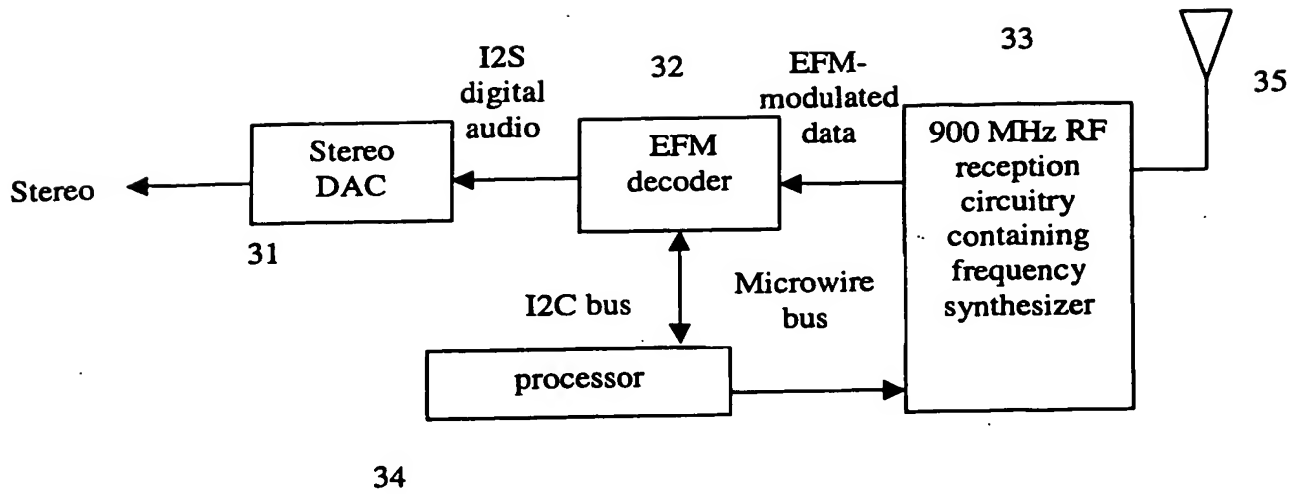 33
I2S
digital
audio
32
EFM-
modulated
data
35
Stereo
DAC
EFM
decoder
900 MHz RF
reception
circuitry
containing
frequency
synthesizer
Stereo
31
I2C bus
Microwire
bus
processor
34